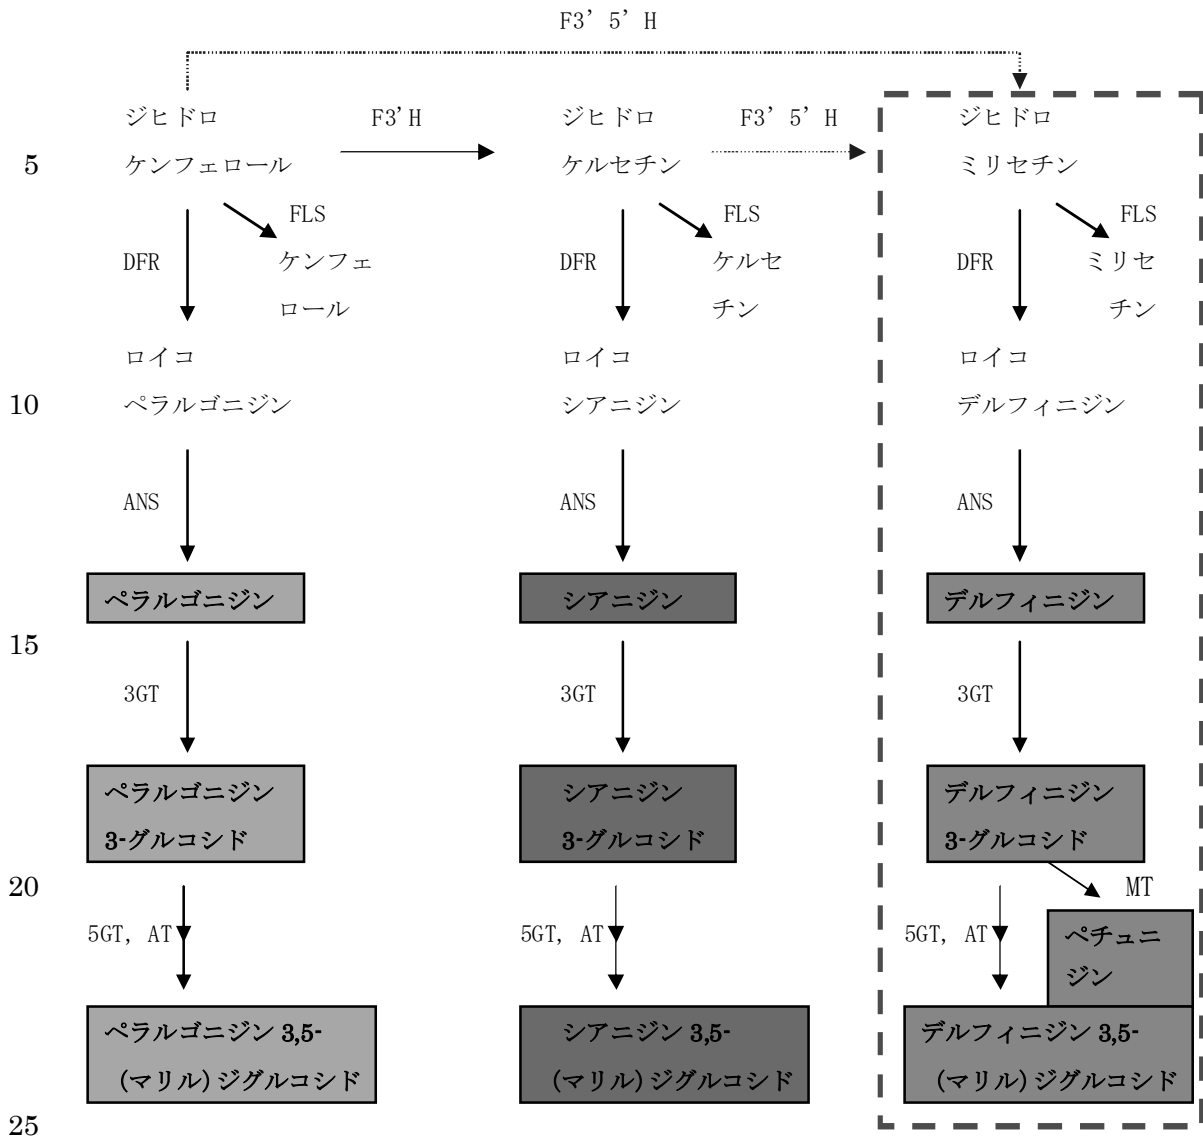 F3’ 5’ H
ジヒドロ F3’H ジヒドロ F3’ 5’ H ジヒドロ
5 ケンフェロール ケルセチン ミリセチン
FLS FLS FLS
DFR ケンフェ DFR ケルセ DFR ミリセ
ロール チン チン
ロイコ ロイコ ロイコ
10 ペラルゴニジン シアニジン デルフィニジン
ANS ANS ANS
ペラルゴニジン シアニジン デルフィニジン
15
3GT 3GT 3GT
ペラルゴニジン シアニジン デルフィニジン
3-グルコシド 3-グルコシド 3-グルコシド
20 MT
5GT, AT 5GT, AT 5GT, AT ペチュニ
ジン
ペラルゴニジン 3,5- シアニジン 3,5- デルフィニジン 3,5-
(マリル)ジグルコシド (マリル)ジグルコシド (マリル)ジグルコシド
25